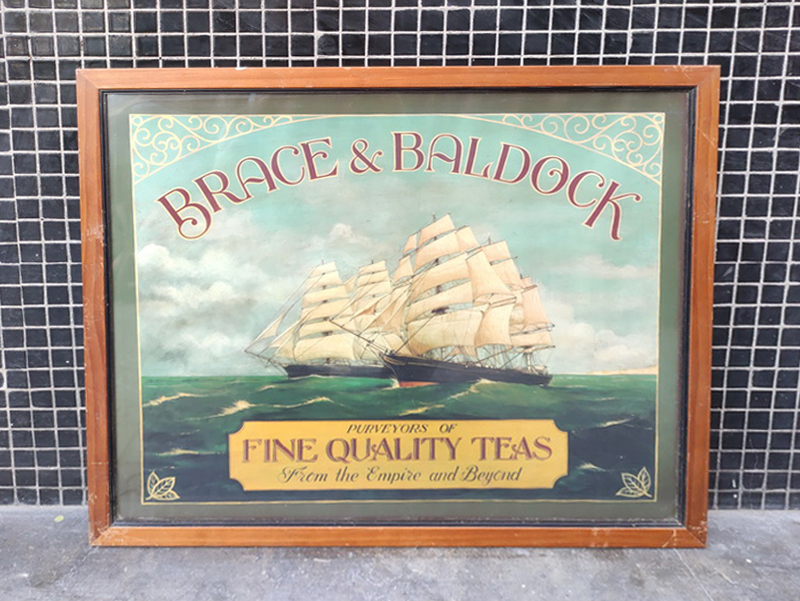 BRACE & BALDOCK
PURVEYORS OF
FINE QUALITY TEAS
From the Empire and Beyond